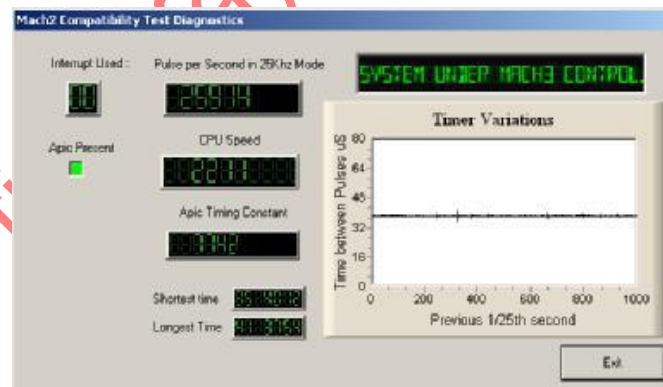 Mach2 Compatibility Test Diagnostics
Interrupt Used :
Pulse per Second in 25Khz Mode
SYSTEM UNDER MACH3 CONTROL.
Apic Present
CPU Speed
2211
Apic Timing Constant
Shortest time
Longest Time
Timer Variations
Time between Pulses uS
80
64
48
32
16
0
0 200 400 600 800 1000
Previous 1/25th second
Exit